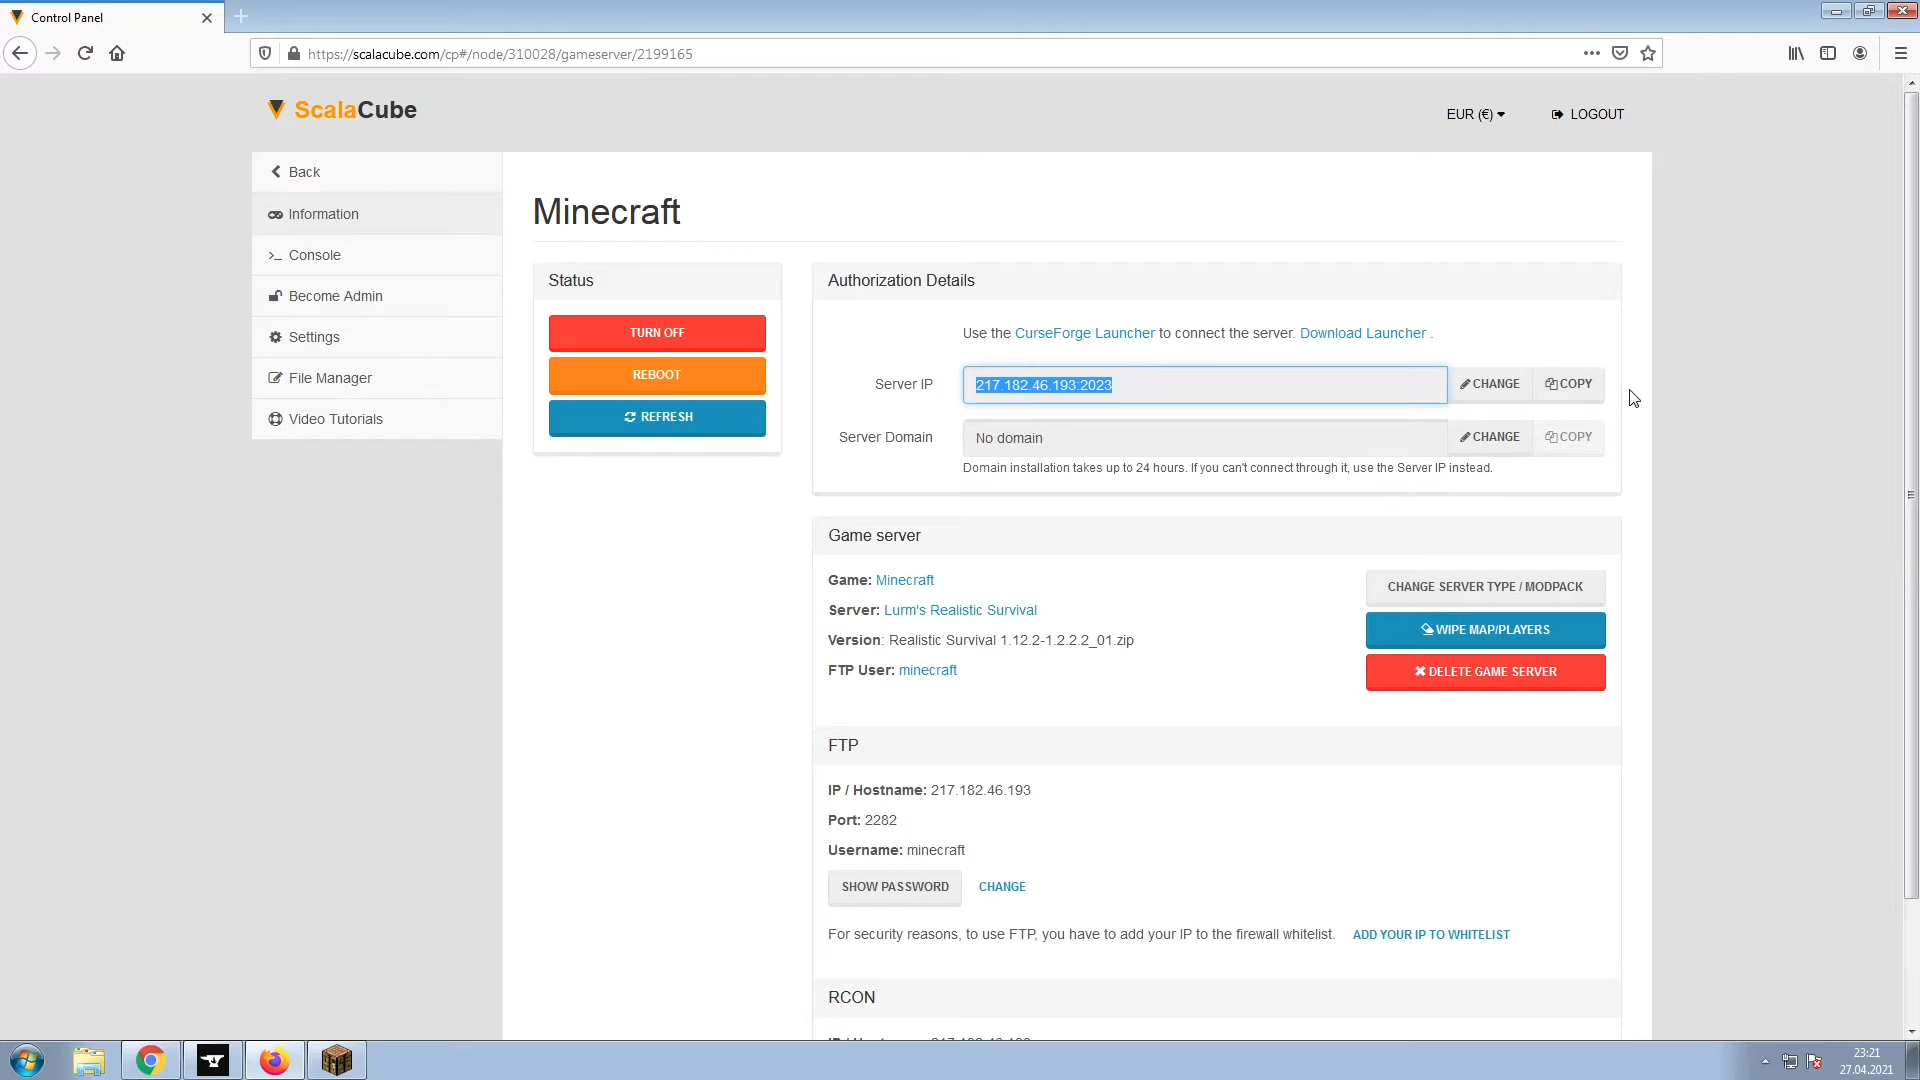 Control Panel
https://scalacube.com/cp#/node/310028/gameserver/2199165
ScalaCube
EUR (€)
LOGOUT
Back
Information
Console
Become Admin
Settings
File Manager
Video Tutorials
Minecraft
Status
TURN OFF
REBOOT
REFRESH
Authorization Details
Use the CurseForge Launcher to connect the server. Download Launcher .
Server IP
217.182.46.193:2023
CHANGE
COPY
Server Domain
No domain
CHANGE
COPY
Domain installation takes up to 24 hours. If you can't connect through it, use the Server IP instead.
Game server
Game: Minecraft
Server: Lurm's Realistic Survival
Version: Realistic Survival 1.12.2-1.2.2.2_01.zip
FTP User: minecraft
CHANGE SERVER TYPE / MODPACK
WIPE MAP/PLAYERS
DELETE GAME SERVER
FTP
IP / Hostname: 217.182.46.193
Port: 2282
Username: minecraft
SHOW PASSWORD
CHANGE
For security reasons, to use FTP, you have to add your IP to the firewall whitelist. ADD YOUR IP TO WHITELIST
RCON
23:21
27.04.2021